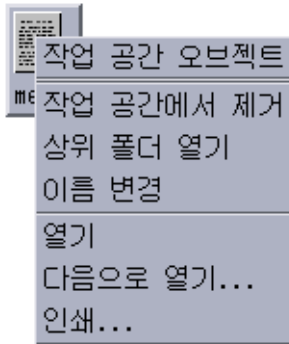 작업 공간 오브젝트
me
작업 공간에서 제거
상위 폴더 열기
이름 변경
열기
다음으로 열기...
인쇄...